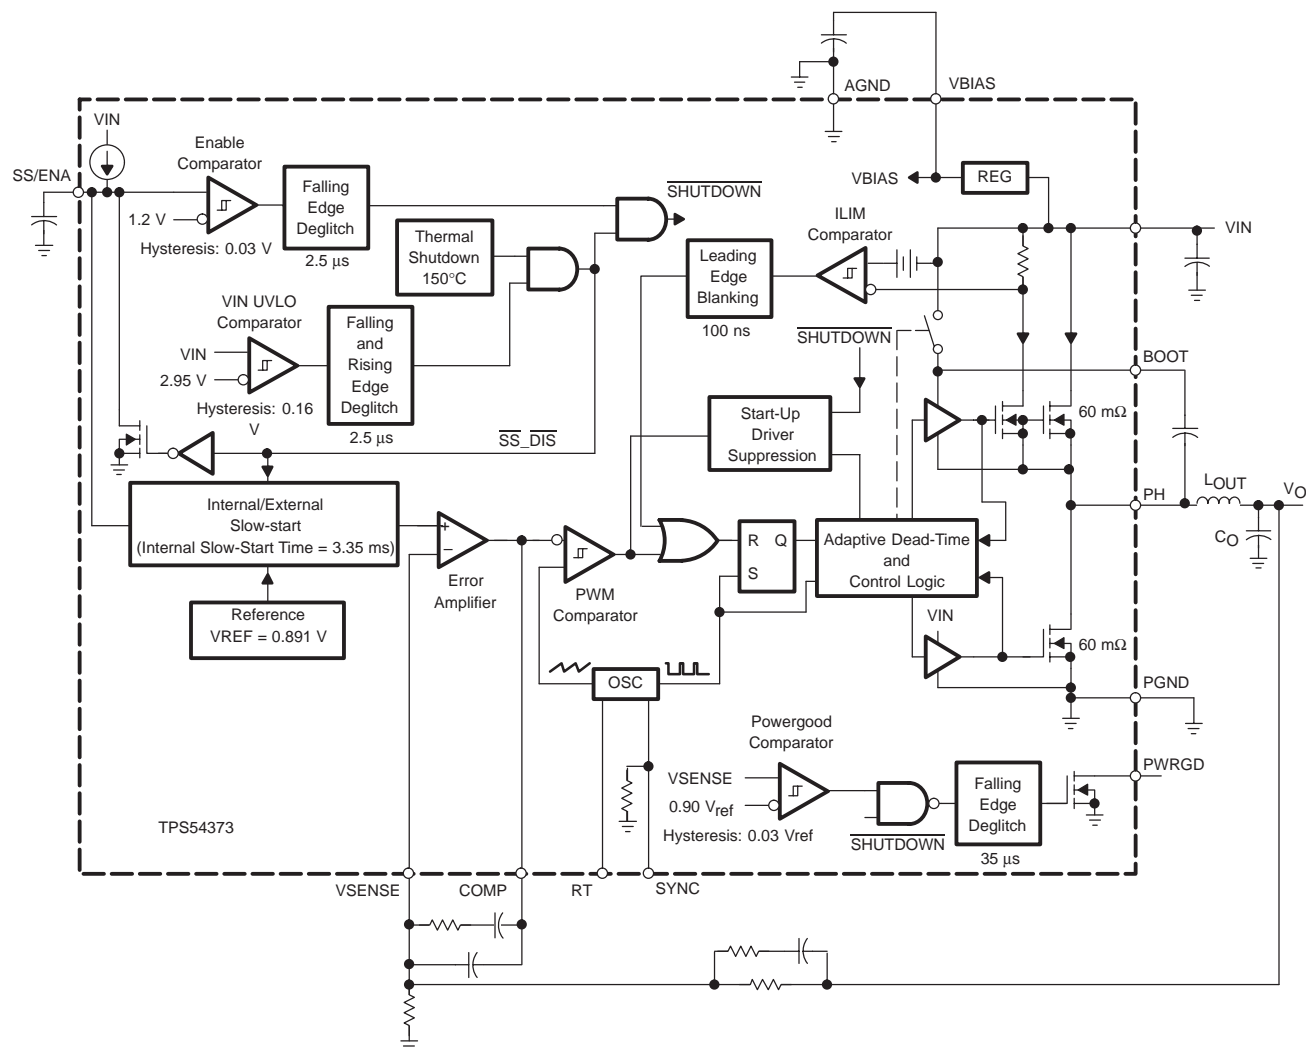 AGND
VBIAS
VIN
Enable
Comparator
SS/ENA
1.2 V
Hysteresis: 0.03 V
Falling
Edge
Deglitch
2.5 μs
SHUTDOWN
VBIAS
REG
ILIM
Comparator
VIN
Thermal
Shutdown
150°C
Leading
Edge
Blanking
100 ns
VIN UVLO
Comparator
VIN
2.95 V
Hysteresis: 0.16
V
Falling
and
Rising
Edge
Deglitch
2.5 μs
SHUTDOWN
BOOT
SS_DIS
Start-Up
Driver
Suppression
60 mΩ
Internal/External
Slow-start
(Internal Slow-Start Time = 3.35 ms)
PH
LOUT
VO
CO
+
−
Error
Amplifier
PWM
Comparator
R Q
S
Adaptive Dead-Time
and
Control Logic
Reference
VREF = 0.891 V
VIN
60 mΩ
OSC
PGND
Powergood
Comparator
VSENSE
0.90 Vref
Hysteresis: 0.03 Vref
SHUTDOWN
Falling
Edge
Deglitch
35 μs
PWRGD
TPS54373
VSENSE
COMP
RT
SYNC